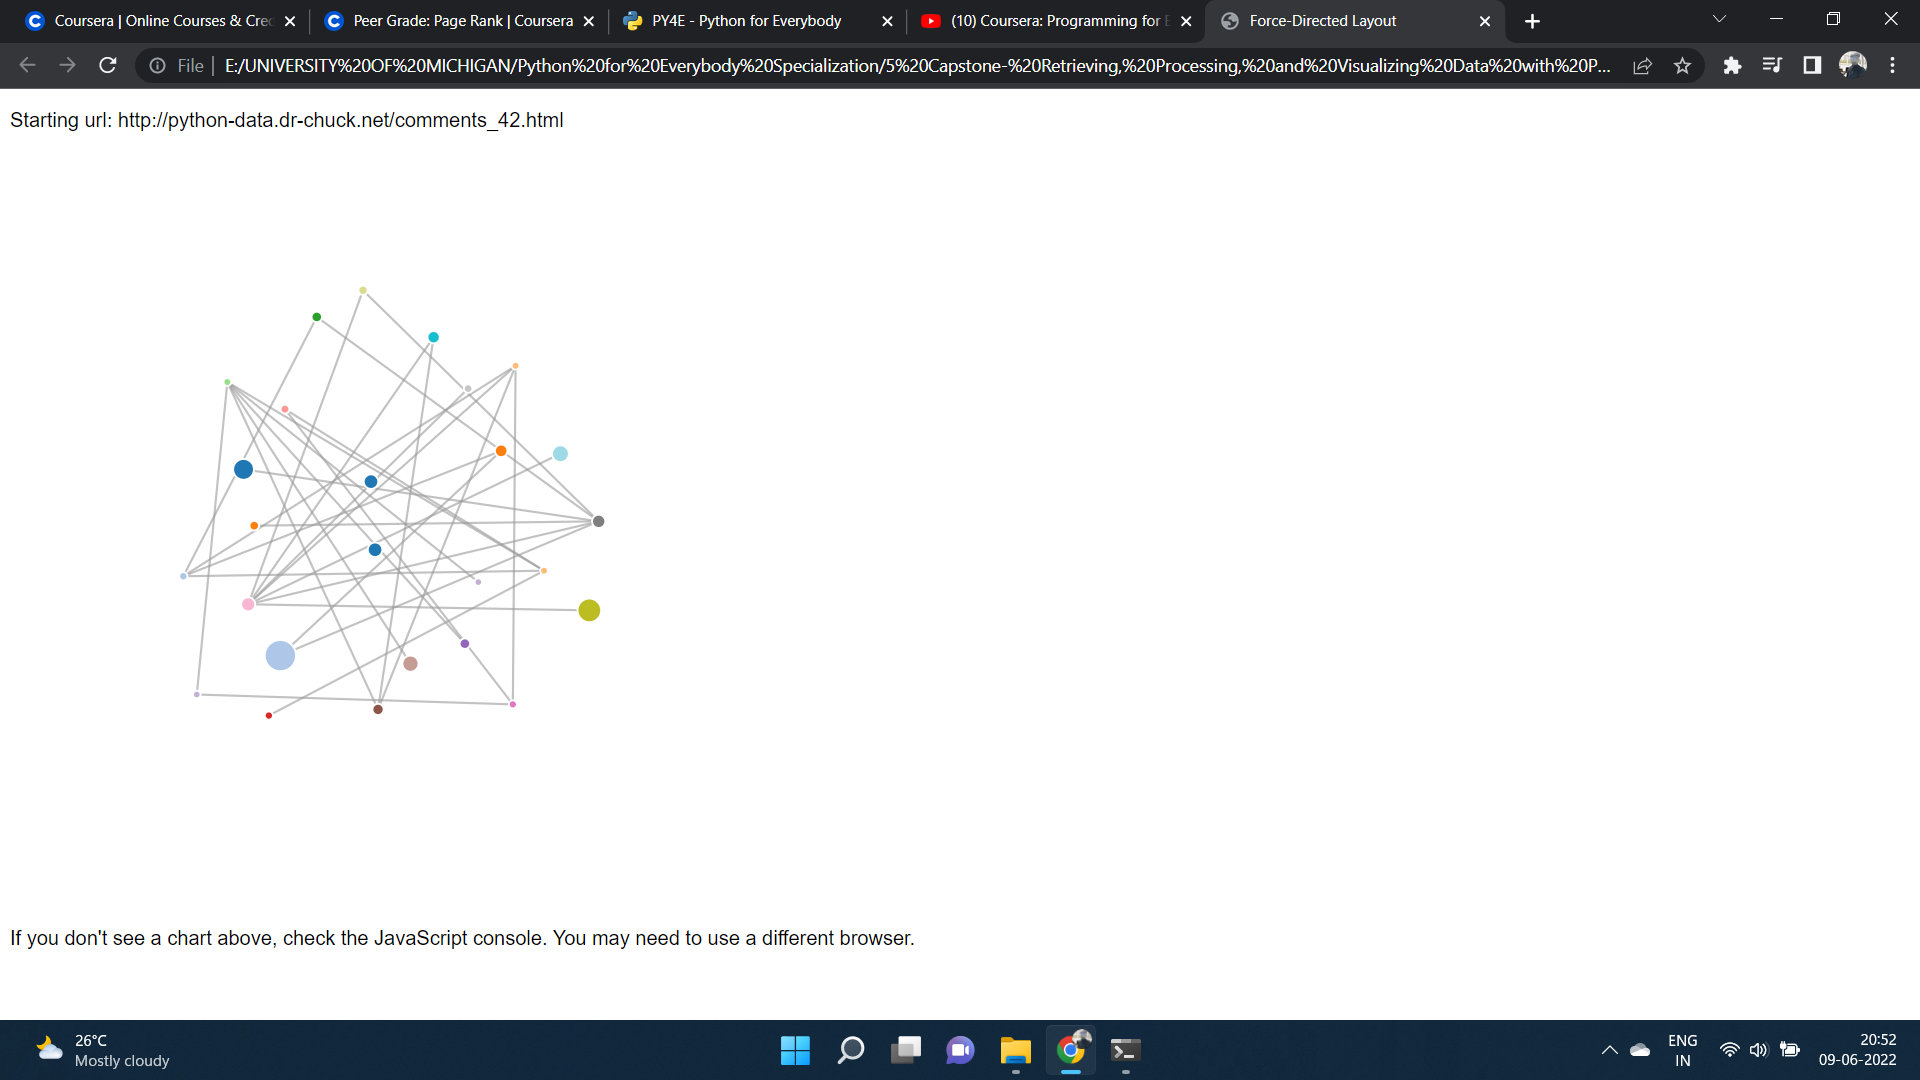 Coursera | Online Courses & Cre
Peer Grade: Page Rank | Coursera
PY4E - Python for Everybody
(10) Coursera: Programming for E
Force-Directed Layout
File
E:/UNIVERSITY%20OF%20MICHIGAN/Python%20for%20Everybody%20Specialization/5%20Capstone-%20Retrieving,%20Processing,%20and%20Visualizing%20Data%20with%20P...
Starting url: http://python-data.dr-chuck.net/comments_42.html
If you don't see a chart above, check the JavaScript console. You may need to use a different browser.
26°C
Mostly cloudy
ENG
IN
20:52
09-06-2022